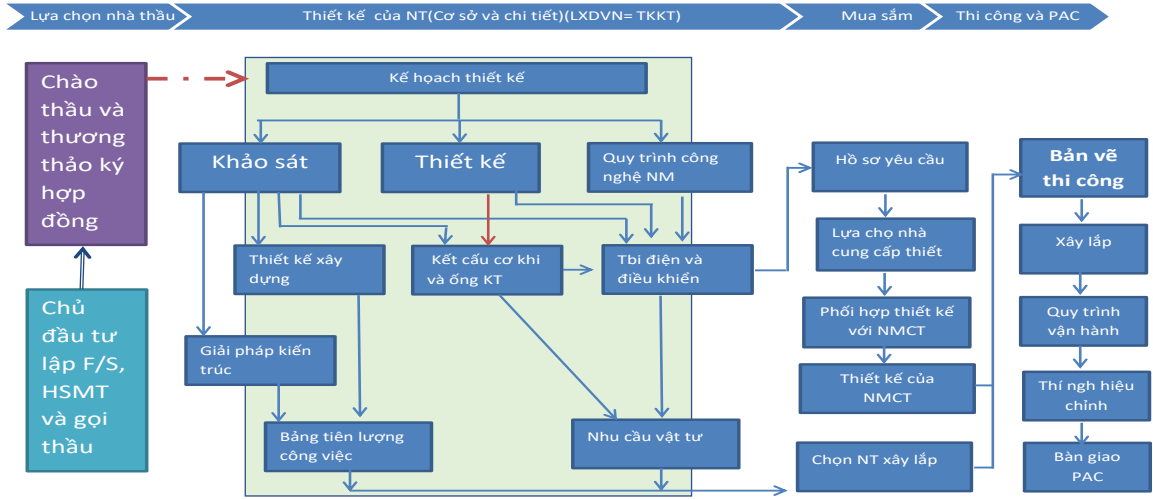 Lựa chọn nhà thầu
Thiết kế của NT(Cơ sở và chi tiết)(LXDVN= TKKT)
Mua sắm
Thi công và PAC
Chào
thầu và
thương
thảo ký
hợp
đồng
Chủ
đầu tư
lập F/S,
HSMT
và gọi
thầu
Kế họach thiết kế
Khảo sát
Thiết kế
Quy trình công
nghệ NM
Thiết kế xây
dựng
Kết cấu cơ khi
và ống KT
Tbi điện và
điều khiển
Giải pháp kiến
trúc
Bảng tiên lượng
công việc
Nhu cầu vật tư
Hồ sơ yêu cầu
Lựa chọ nhà
cung cấp thiết
Phối hợp thiết kế
với NMCT
Thiết kế của
NMCT
Chọn NT xây lắp
Bản vẽ
thi công
Xây lắp
Quy trình
vận hành
Thí ngh hiệu
chỉnh
Bàn giao
PAC